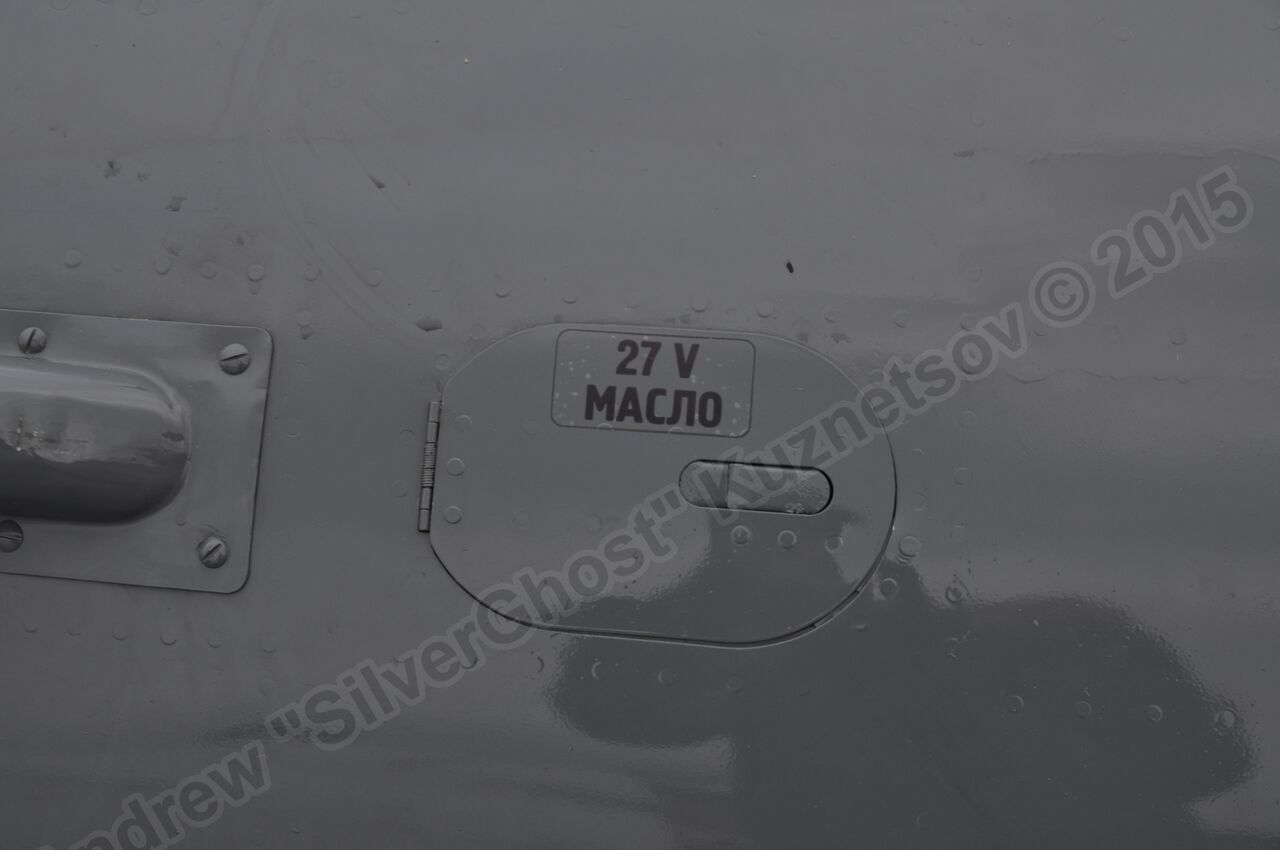 27 V
МАСЛО
Andrew "SilverGhost" Kuznetsov © 2015